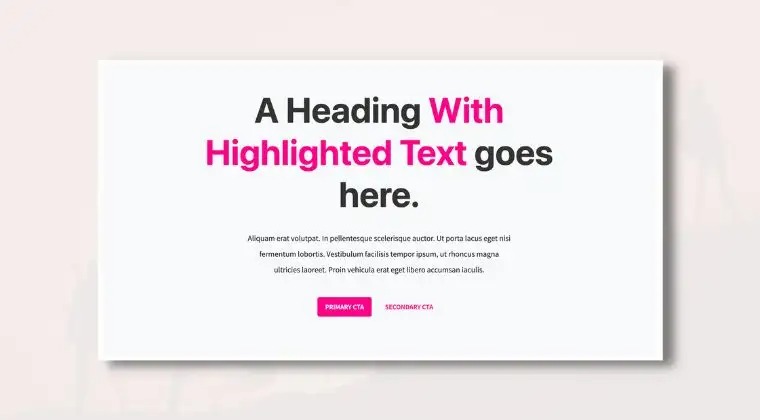 A Heading With
Highlighted Text goes
here.
Aliquam erat volutpat. In pellentesque scelerisque auctor. Ut porta lacus eget nisi
fermentum lobortis. Vestibulum facilisis tempor ipsum, ut rhoncus magna
ultricies laoreet. Proin vehicula erat eget libero accumsan iaculis.
PRIMARY CTA SECONDARY CTA